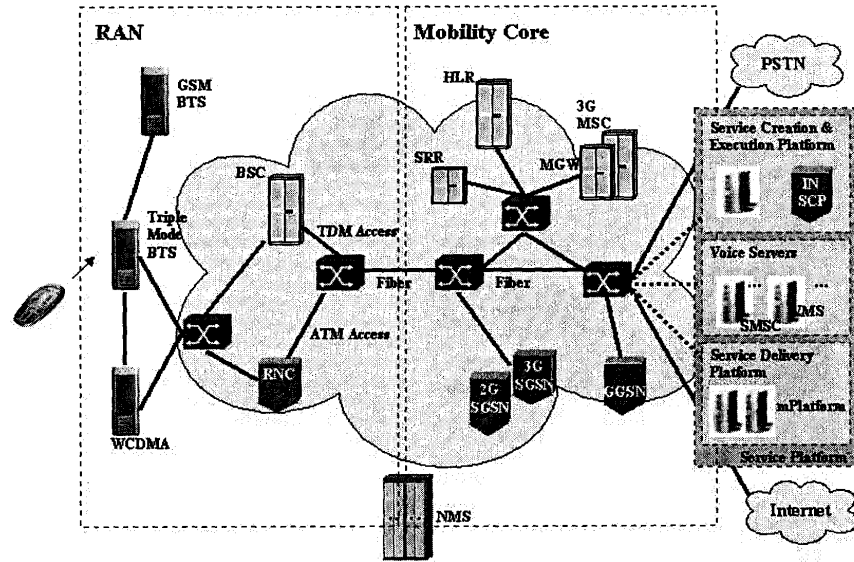 RAN
Mobility Core
PSTN
GSM
BTS
HLR
3G
MSC
Service Creation &
Execution Platform
BSC
SRR
MGW
IN
SCP
Triple
Mode
BTS
TDM Access
Voice Servers
Fiber
Fiber
... ...
VMS
SMSC
ATM Access
Service Delivery
Platform
RNC
3G
SGSN
2G
SGSN
GGSN
mPlatform
WCDMA
Service Platform
NMS
Internet